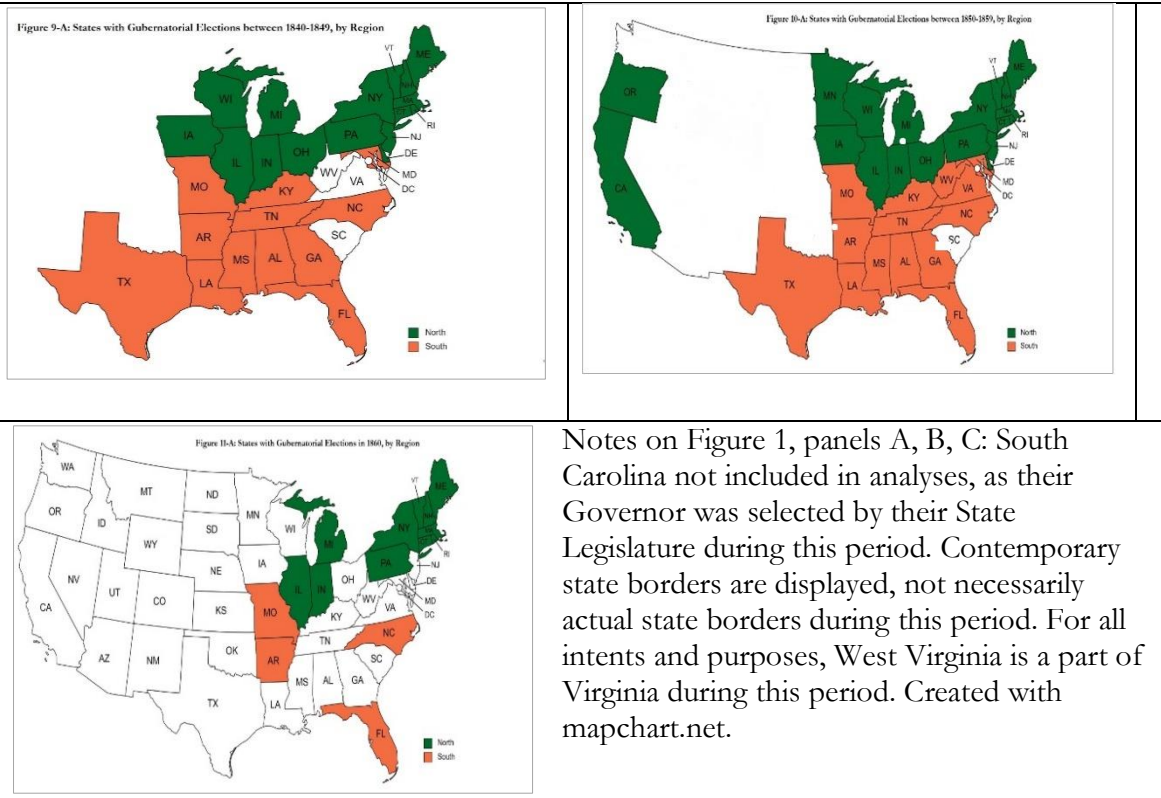 Figure 9-A: States with Gubernatorial Elections between 1840-1849, by Region
VT
ME
WI
MI
NY
RI
IA
PA
NJ
IL
IN
OH
DE
MD
DC
WV
VA
MO
KY
NC
TN
SC
AR
MS
AL
GA
TX
LA
FL
North
South
Figure 10-A: States with Gubernatorial Elections between 1850-1859, by Region
VT
ME
OR
MN
WI
MI
NY
RI
IA
PA
NJ
IL
IN
OH
DE
MD
DC
CA
WV
VA
MO
KY
NC
TN
SC
AR
MS
AL
GA
TX
LA
FL
North
South
Figure 11-A: States with Gubernatorial Elections in 1860, by Region
WA
MT
ND
MN
VT
ME
OR
ID
SD
WI
MI
NY
RI
WY
IA
PA
NJ
NE
IL
IN
OH
DE
MD
DC
NV
UT
CO
KS
MO
WV
VA
KY
CA
NC
TN
OK
AR
SC
AZ
NM
MS
AL
GA
TX
LA
FL
North
South
Notes on Figure 1, panels A, B, C: South
Carolina not included in analyses, as their
Governor was selected by their State
Legislature during this period. Contemporary
state borders are displayed, not necessarily
actual state borders during this period. For all
intents and purposes, West Virginia is a part of
Virginia during this period. Created with
mapchart.net.